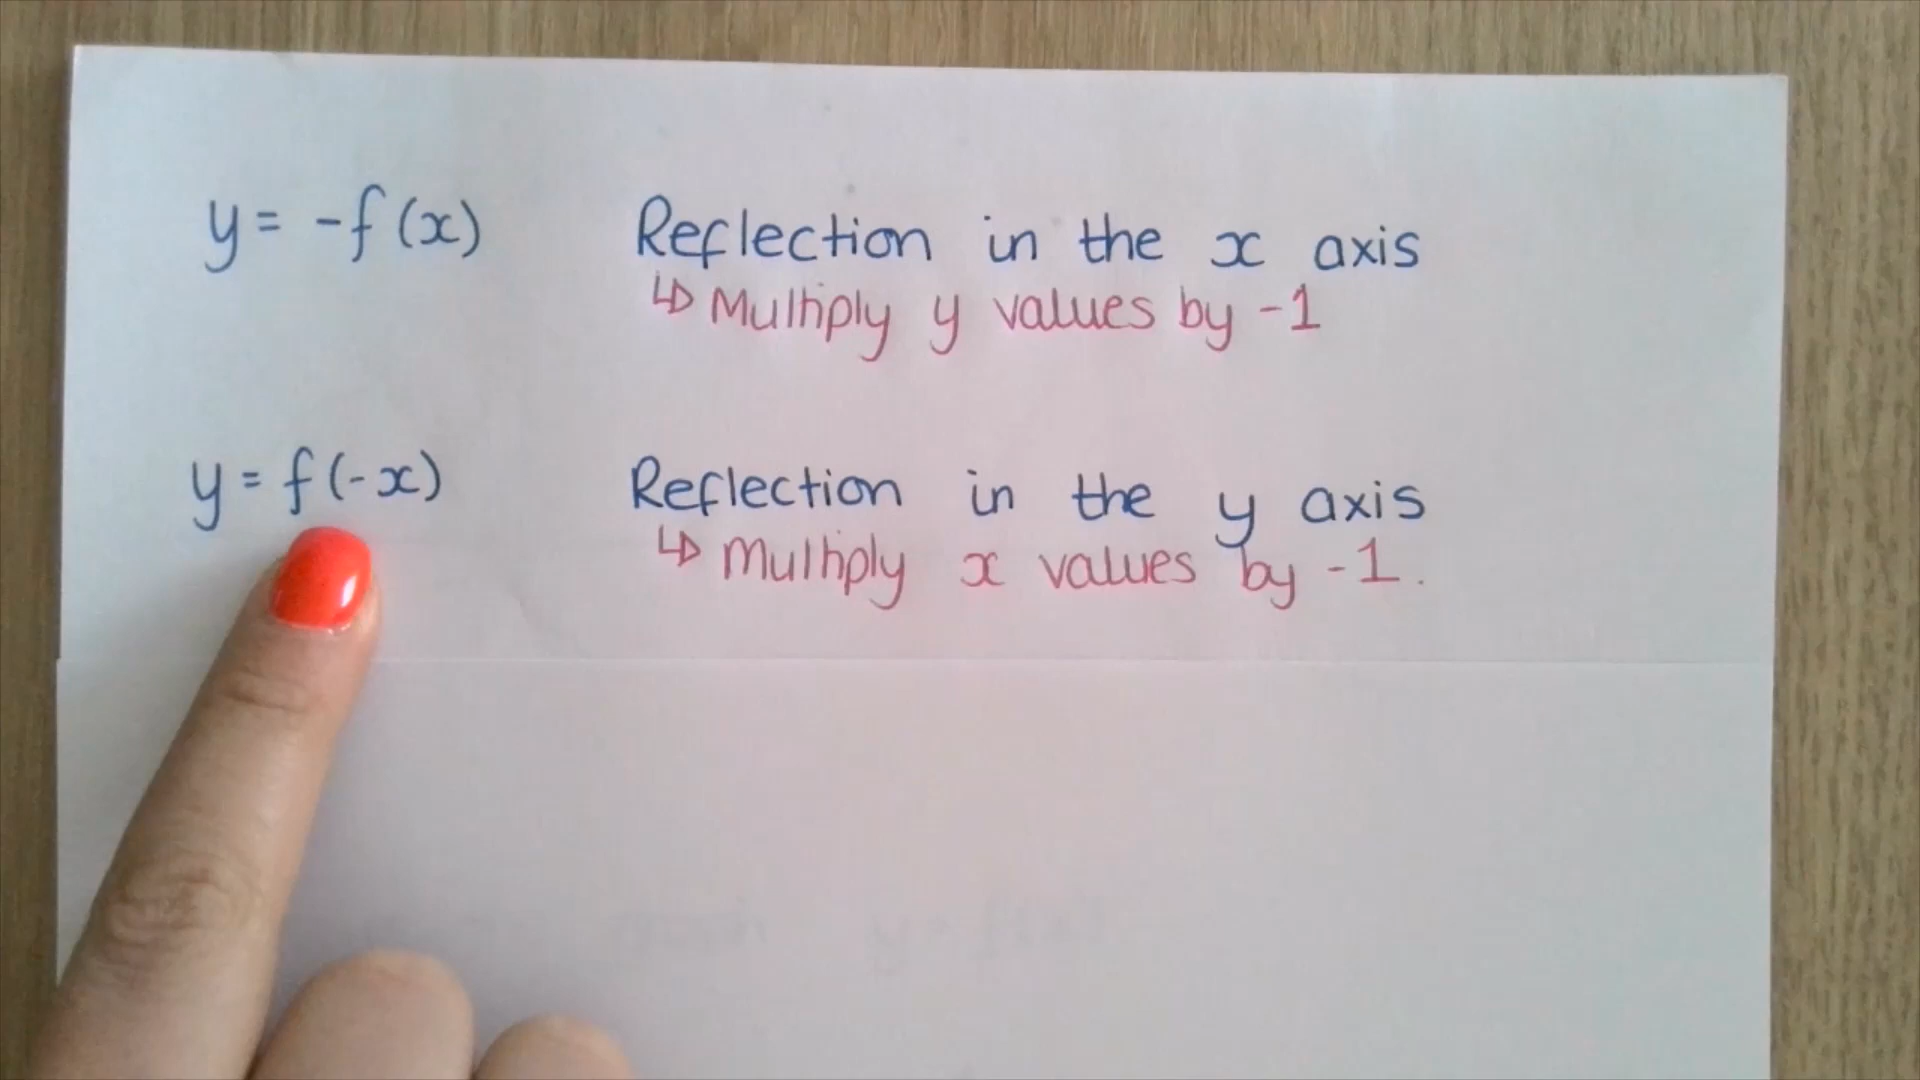 y = -f(x) Reflection in the x axis
↳ Multiply y values by -1
y = f(-x) Reflection in the y axis
↳ Multiply x values by -1.